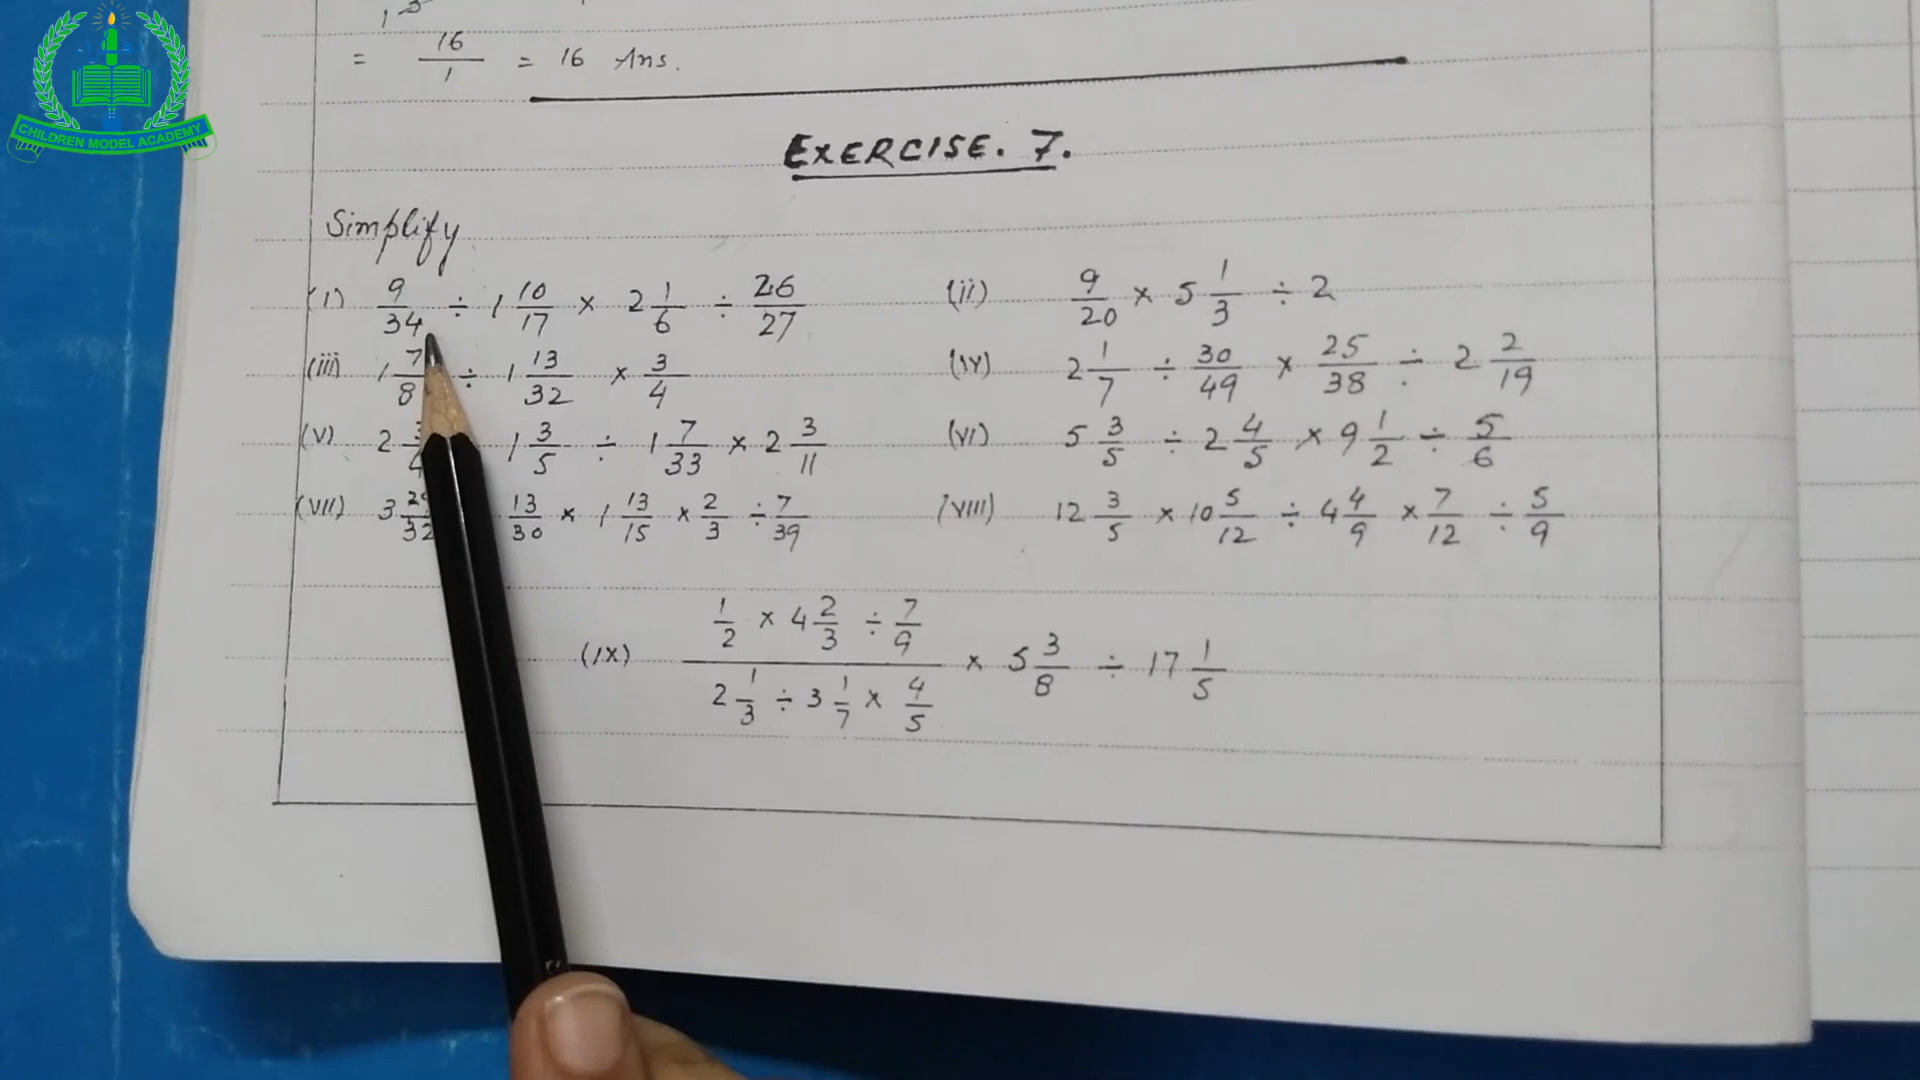 CHILDREN MODEL ACADEMY
= 16/1 = 16 Ans.
EXERCISE. 7.
Simplify
(i) 9/34 ÷ 1 10/17 × 2 1/6 ÷ 26/27
(ii) 9/20 × 5 1/3 ÷ 2
(iii) 1 7/8 ÷ 1 13/32 × 3/4
(iv) 2 1/7 ÷ 30/49 × 25/38 ÷ 2 2/19
(v) 2 1 3/5 ÷ 1 7/33 × 2 3/11
(vi) 5 3/5 ÷ 2 4/5 × 9 1/2 ÷ 5/6
(vii) 3 13/30 × 1 13/15 × 2/3 ÷ 7/39
(viii) 12 3/5 × 10 5/12 ÷ 4 4/9 × 7/12 ÷ 5/9
1/2 × 4 2/3 ÷ 7/9
(ix) × 5 3/8 ÷ 17 1/5
2 1/3 ÷ 3 1/7 × 4/5